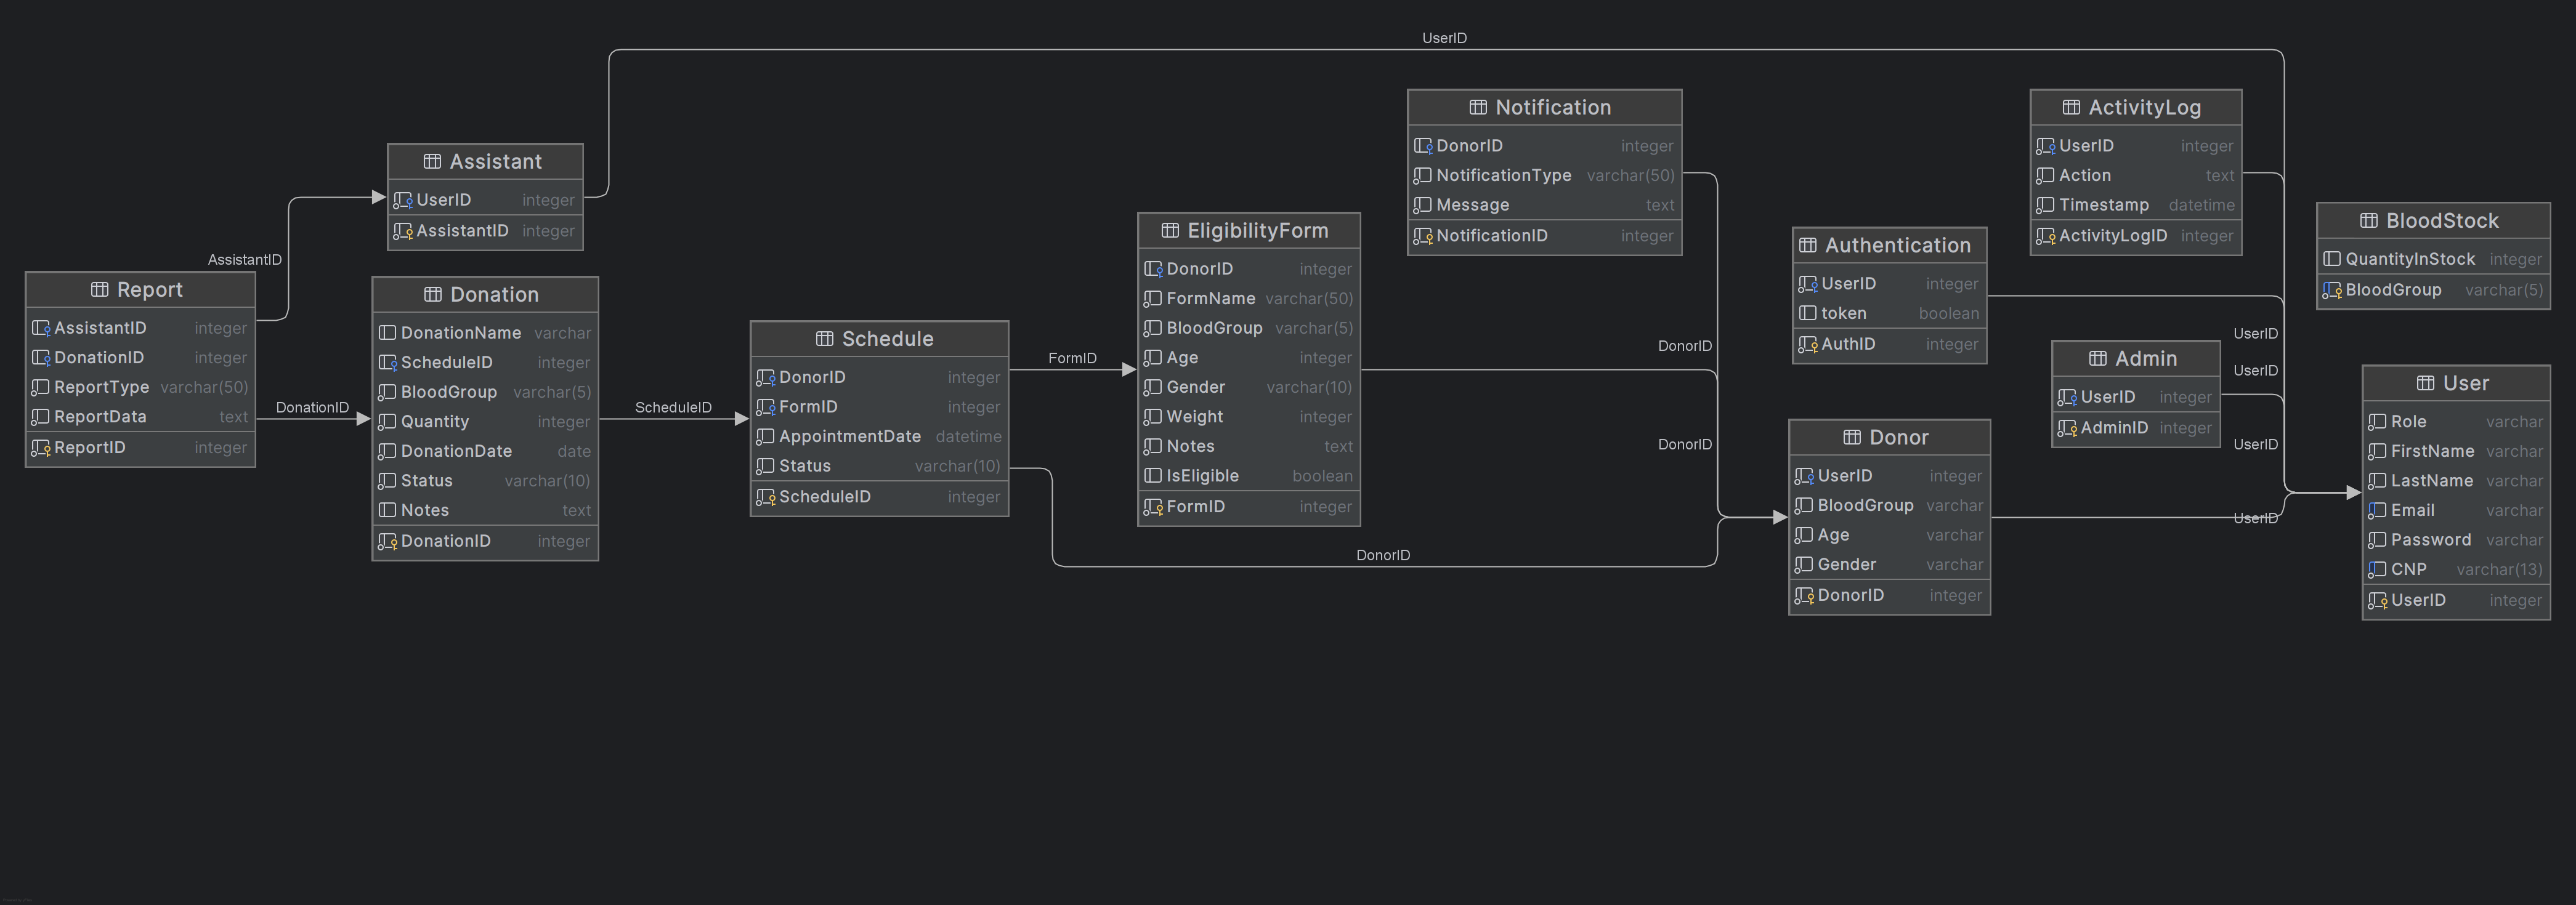 UserID
Notification
DonorID integer
NotificationType varchar(50)
Message text
NotificationID integer
ActivityLog
UserID integer
Action text
Timestamp datetime
ActivityLogID integer
Assistant
UserID integer
AssistantID integer
AssistantID
Report
AssistantID integer
DonationID integer
ReportType varchar(50)
ReportData text
ReportID integer
DonationID
Donation
DonationName varchar
ScheduleID integer
BloodGroup varchar(5)
Quantity integer
DonationDate date
Status varchar(10)
Notes text
DonationID integer
ScheduleID
Schedule
DonorID integer
FormID integer
AppointmentDate datetime
Status varchar(10)
ScheduleID integer
FormID
EligibilityForm
DonorID integer
FormName varchar(50)
BloodGroup varchar(5)
Age integer
Gender varchar(10)
Weight integer
Notes text
IsEligible boolean
FormID integer
DonorID
DonorID
DonorID
Authentication
UserID integer
token boolean
AuthID integer
Donor
UserID integer
BloodGroup varchar
Age varchar
Gender varchar
DonorID integer
Admin
UserID integer
AdminID integer
UserID
UserID
UserID
UserID
BloodStock
QuantityInStock integer
BloodGroup varchar(5)
User
Role varchar
FirstName varchar
LastName varchar
Email varchar
Password varchar
CNP varchar(13)
UserID integer